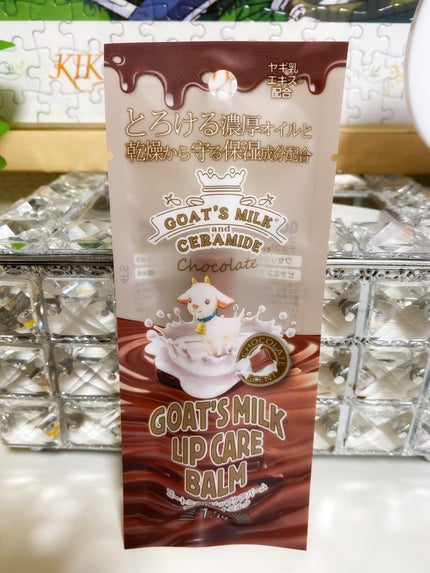 KIK
ヤギ乳
エキス
配合
とろける濃厚オイルと
乾燥から守る保湿成分配合
GOAT'S MILK
and
CERAMIDE
Chocolate
GOAT'S MILK
LIP CARE
BALM